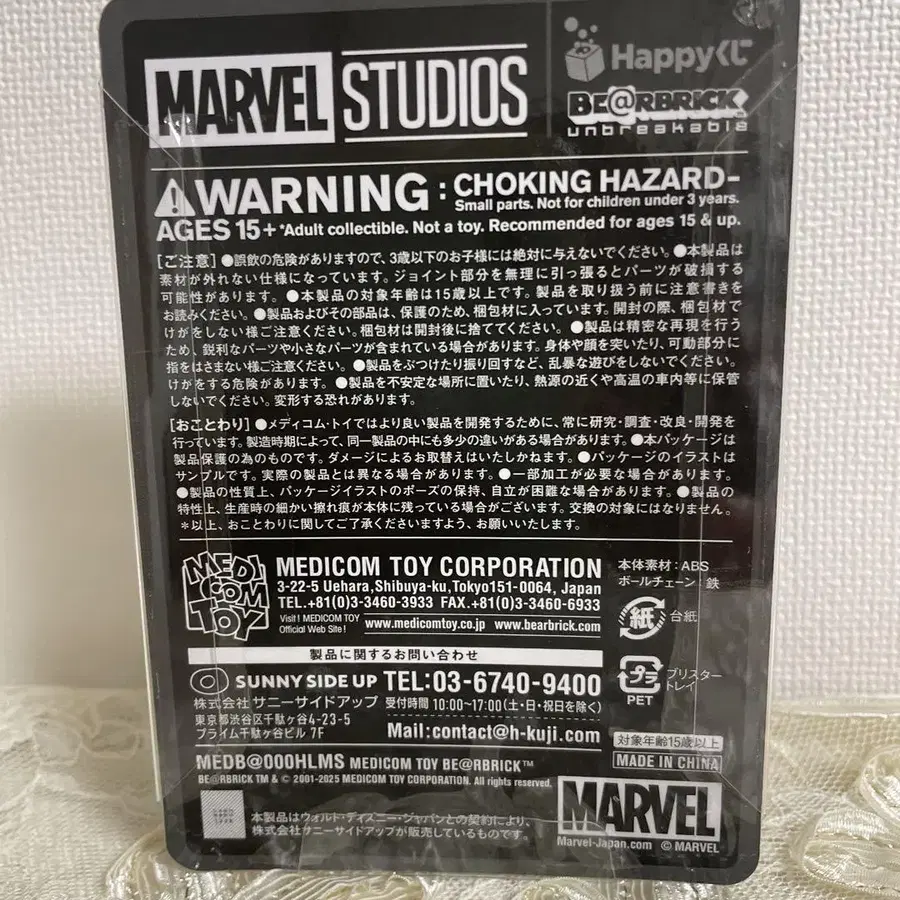 MARVEL STUDIOS
Happyくじ
BE@RBRICK
unbreakable
WARNING : CHOKING HAZARD-
Small parts. Not for children under 3 years.
AGES 15+ *Adult collectible. Not a toy. Recommended for ages 15 & up.
[ご注意] ●誤飲の危険がありますので、3歳以下のお子様には絶対に与えないでください。●本製品は
素材が外れない仕様になっています。ジョイント部分を無理に引っ張るとパーツが破損する
可能性があります。●本製品の対象年齢は15歳以上です。製品を取り扱う前に注意書きを
お読みください。●製品およびその部品は、保護のため、梱包材に入っています。開封の際、梱包材で
けがをしない様ご注意ください。梱包材は開封後に捨ててください。●製品は精密な再現を行う
ため、鋭利なパーツや小さなパーツが含まれている場合があります。身体や顔を突いたり、可動部分に
指をはさまない様ご注意ください。●製品をぶつけたり振り回すなど、乱暴な遊びをしないでください。
けがをする危険があります。●製品を不安定な場所に置いたり、熱源の近くや高温の車内等に保管
しないでください。変形する恐れがあります。
[おことわり] ●メディコム・トイではより良い製品を開発するために、常に研究・調査・改良・開発を
行っています。製造時期によって、同一製品の中にも多少の違いがある場合があります。●本パッケージは
製品保護の為のものです。ダメージによるお取替えはいたしかねます。●パッケージのイラストは
サンプルです。実際の製品とは異なる場合があります。●一部加工が必要な場合があります。
●製品の性質上、パッケージイラストのポーズの保持、自立が困難な場合があります。●製品の
特性上、生産時の細かい擦れ痕が本体に残っている場合がございます。交換の対象にはなりません。
*以上、おことわりに関してご了承くださいますよう、お願いいたします。
MEDICOM TOY
MEDICOM TOY CORPORATION
3-22-5 Uehara,Shibuya-ku,Tokyo151-0064, Japan
TEL.+81(0)3-3460-3933 FAX.+81(0)3-3460-6933
Visit! MEDICOM TOY
Official Web Site!
www.medicomtoy.co.jp www.bearbrick.com
本体素材:ABS
ボールチェーン:鉄
紙 台紙
プラ ブリスター
トレイ
PET
製品に関するお問い合わせ
SUNNY SIDE UP TEL:03-6740-9400
株式会社 サニーサイドアップ 受付時間 10:00~17:00(土・日・祝日を除く)
東京都渋谷区千駄ヶ谷4-23-5
プライム千駄ヶ谷ビル 7F
Mail:contact@h-kuji.com
対象年齢15歳以上
MADE IN CHINA
MEDB@000HLMS MEDICOM TOY BE@RBRICK™
BE@RBRICK TM & © 2001-2025 MEDICOM TOY CORPORATION. All rights reserved.
本製品はウォルト・ディズニー・ジャパンとの契約により、
株式会社サニーサイドアップが販売しているものです。
MARVEL
Marvel-Japan.com © MARVEL